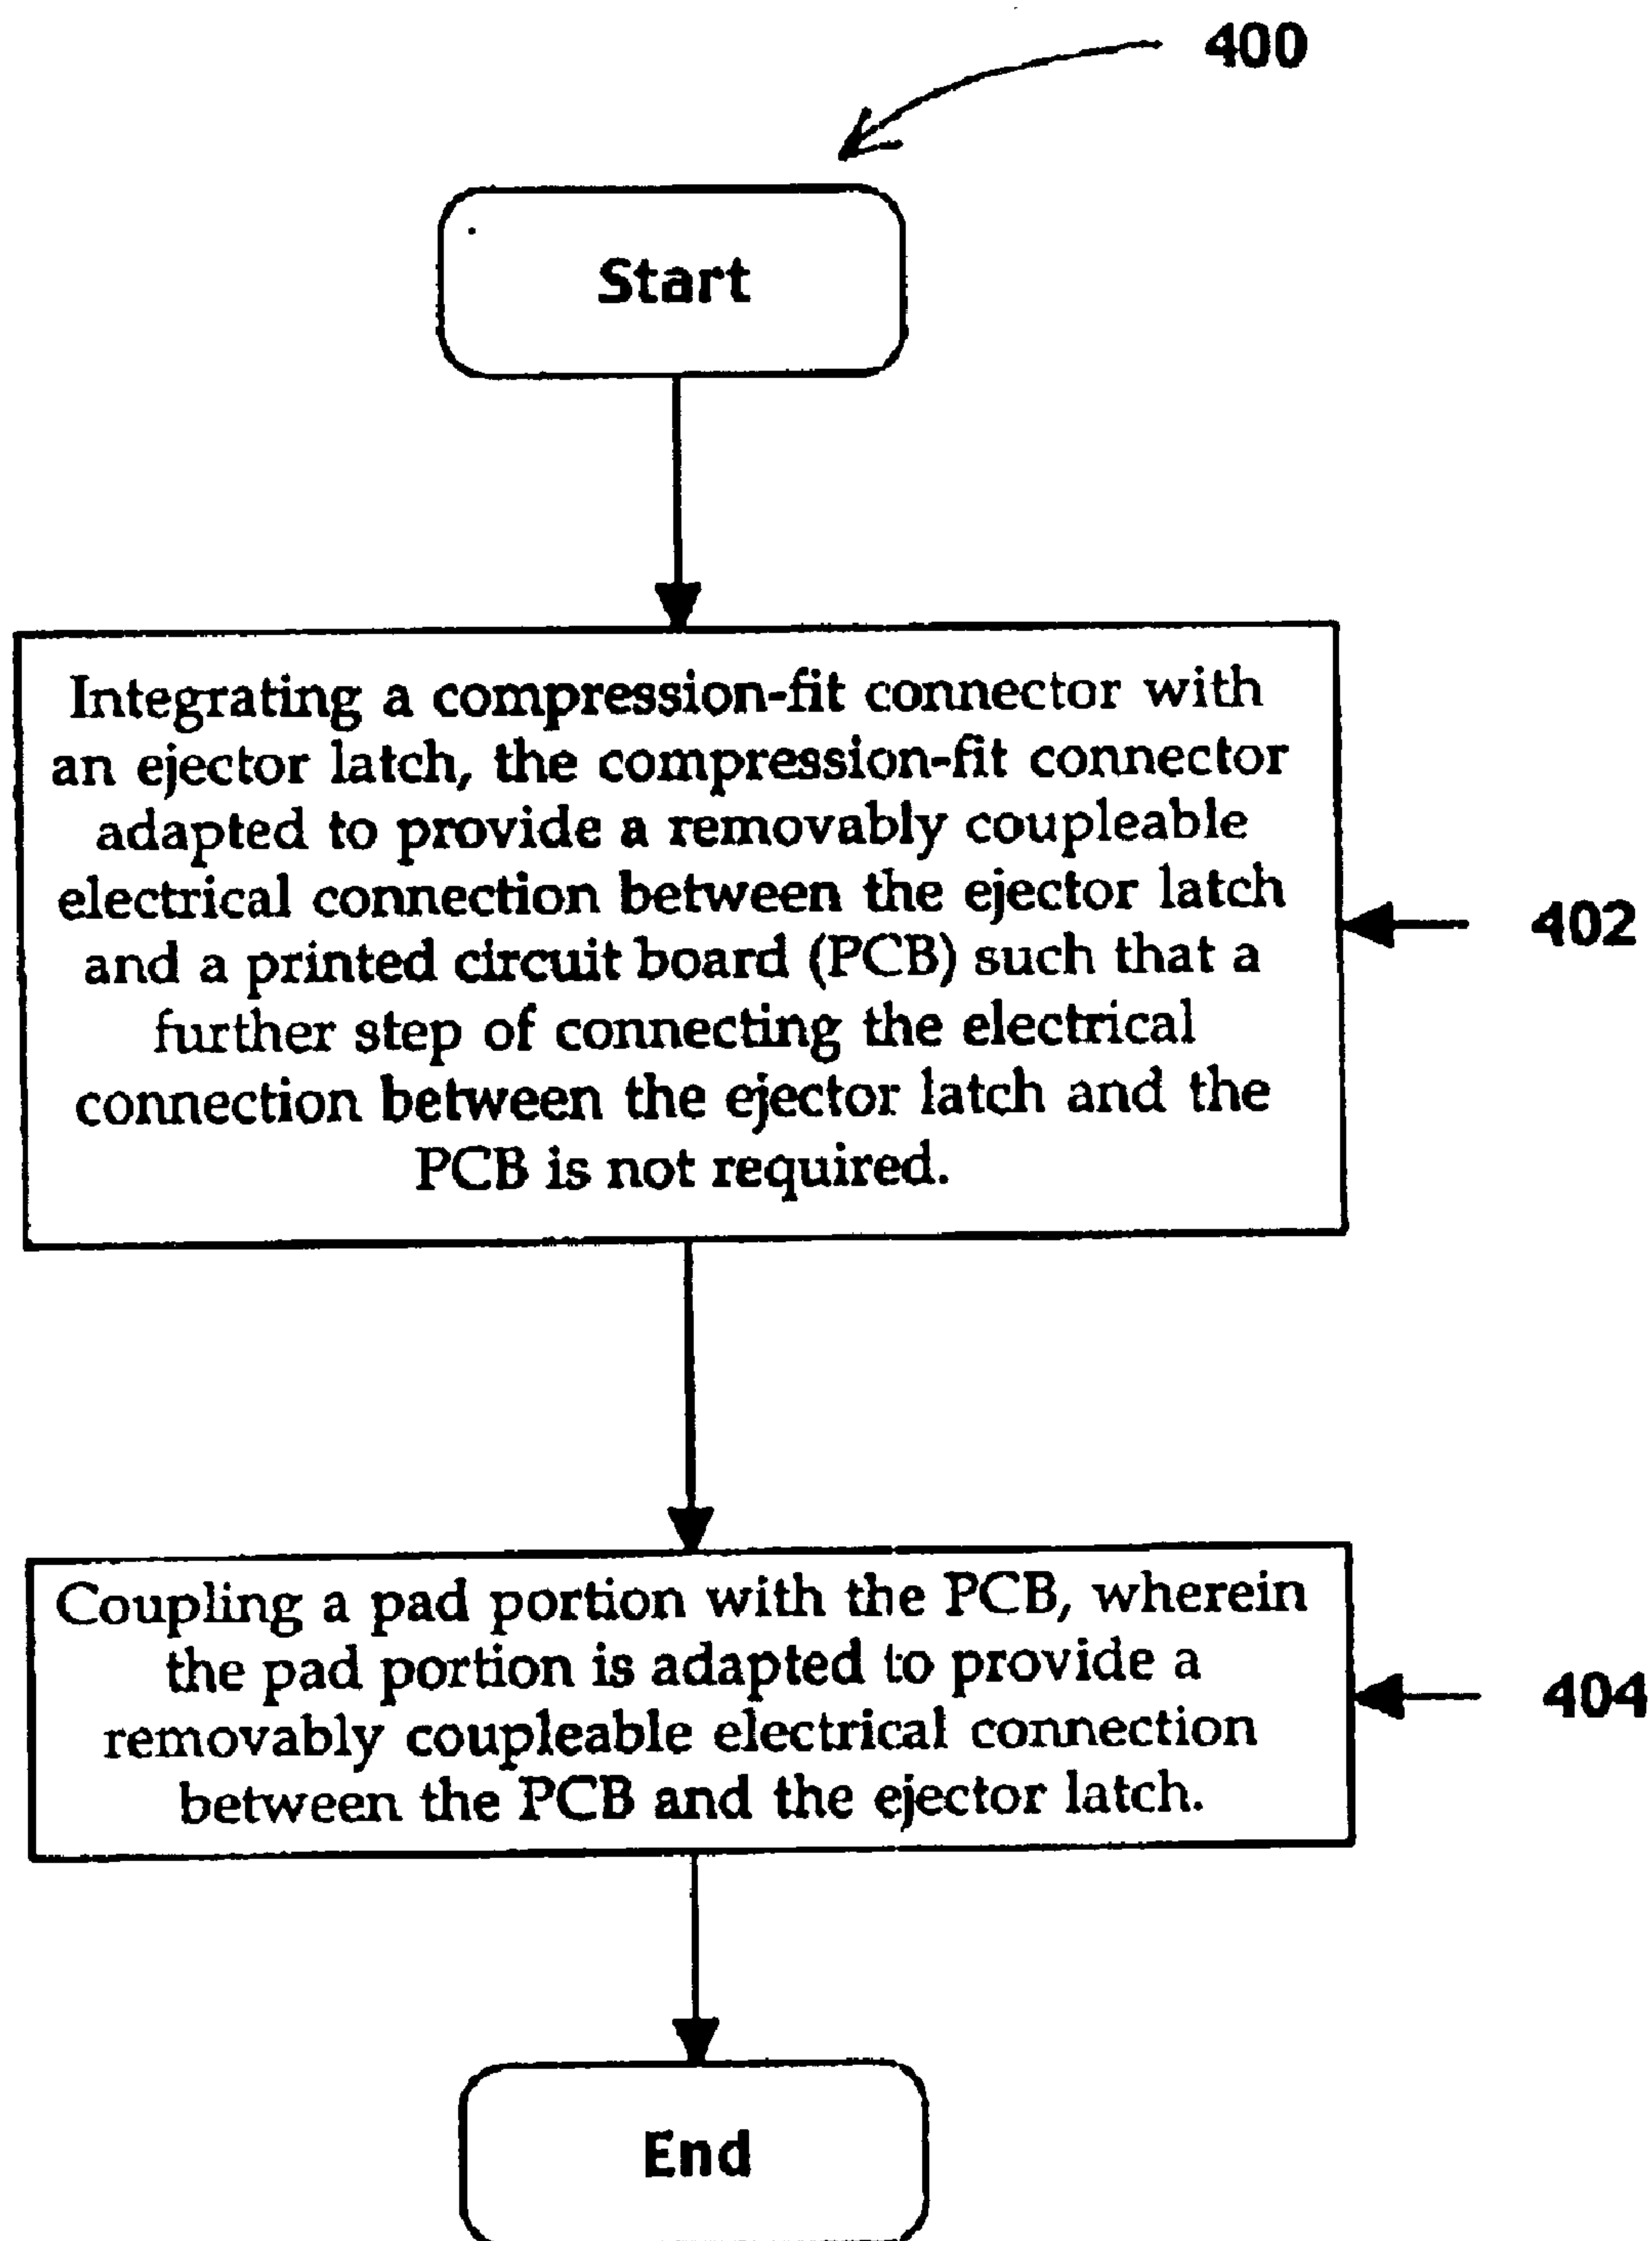 400
Start
Integrating a compression-fit connector with
an ejector latch, the compression-fit connector
adapted to provide a removably coupleable
electrical connection between the ejector latch
and a printed circuit board (PCB) such that a
further step of connecting the electrical
connection between the ejector latch and the
PCB is not required.
402
Coupling a pad portion with the PCB, wherein
the pad portion is adapted to provide a
removably coupleable electrical connection
between the PCB and the ejector latch.
404
End